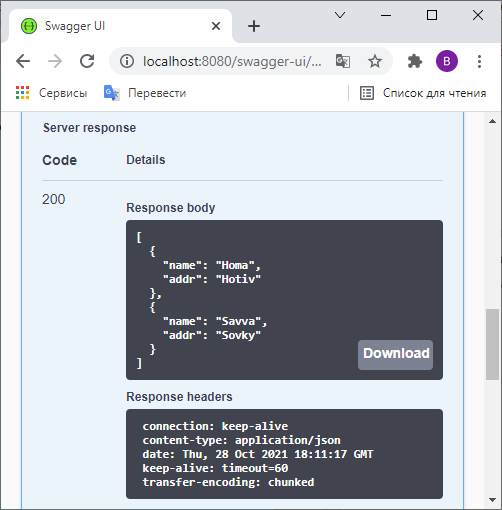 Swagger UI
localhost:8080/swagger-ui/...
B
Сервисы
Перевести
Список для чтения
Server response
Code Details
200
Response body
[
  {
    "name": "Homa",
    "addr": "Hotiv"
  },
  {
    "name": "Savva",
    "addr": "Sovky"
  }
]
Download
Response headers
connection: keep-alive
content-type: application/json
date: Thu, 28 Oct 2021 18:11:17 GMT
keep-alive: timeout=60
transfer-encoding: chunked